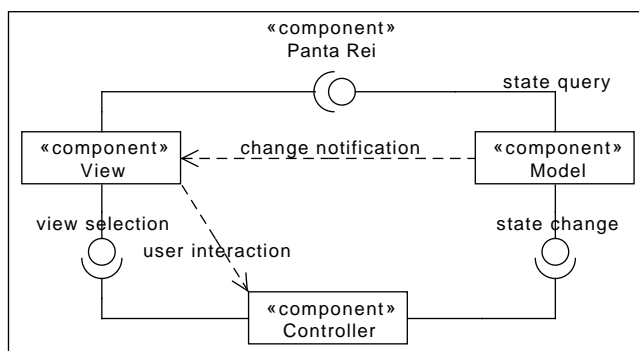 «component»
Panta Rei
state query
«component»
View
change notification
«component»
Model
view selection
state change
user interaction
«component»
Controller